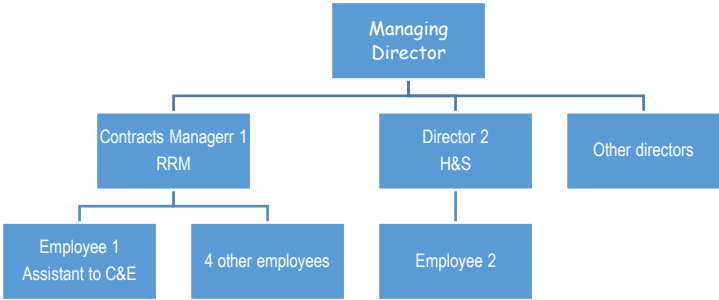 Managing
Director
Contracts Managerr 1
RRM
Director 2
H&S
Other directors
Employee 1
Assistant to C&E
4 other employees
Employee 2